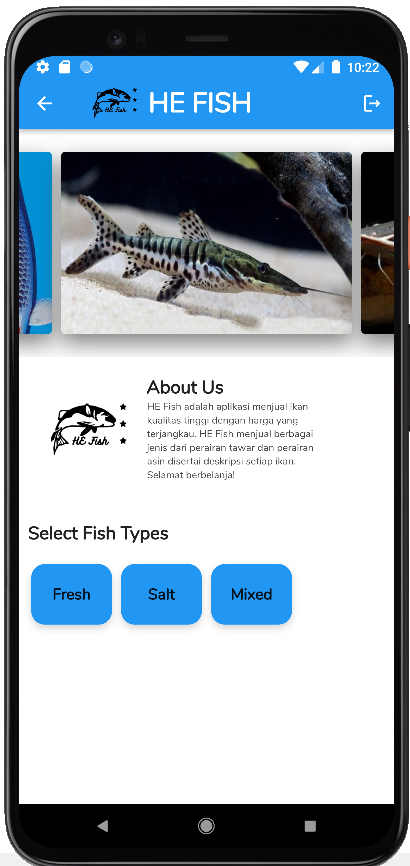 10:22
HE Fish
HE FISH
About Us
HE Fish
HE Fish adalah aplikasi menjual ikan
kualitas tinggi dengan harga yang
terjangkau. HE Fish menjual berbagai
jenis dari perairan tawar dan perairan
asin disertai deskripsi setiap ikan.
Selamat berbelanja!
Select Fish Types
Fresh
Salt
Mixed